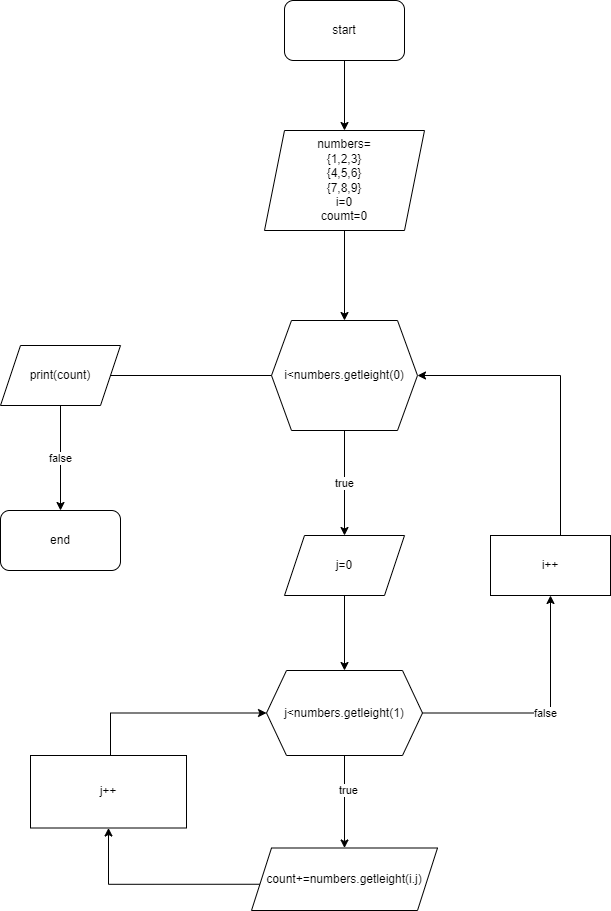 start
numbers=
{1,2,3}
{4,5,6}
{7,8,9}
i=0
coumt=0
print(count)
i<numbers.getleight(0)
false
true
end
j=0
i++
j<numbers.getleight(1)
false
j++
true
count+=numbers.getleight(i.j)